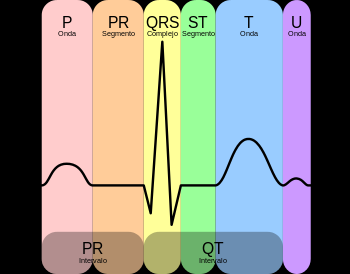 P PR QRS ST T U
Onda Segmento Complejo Segmento Onda Onda
PR QT
Intervalo Intervalo